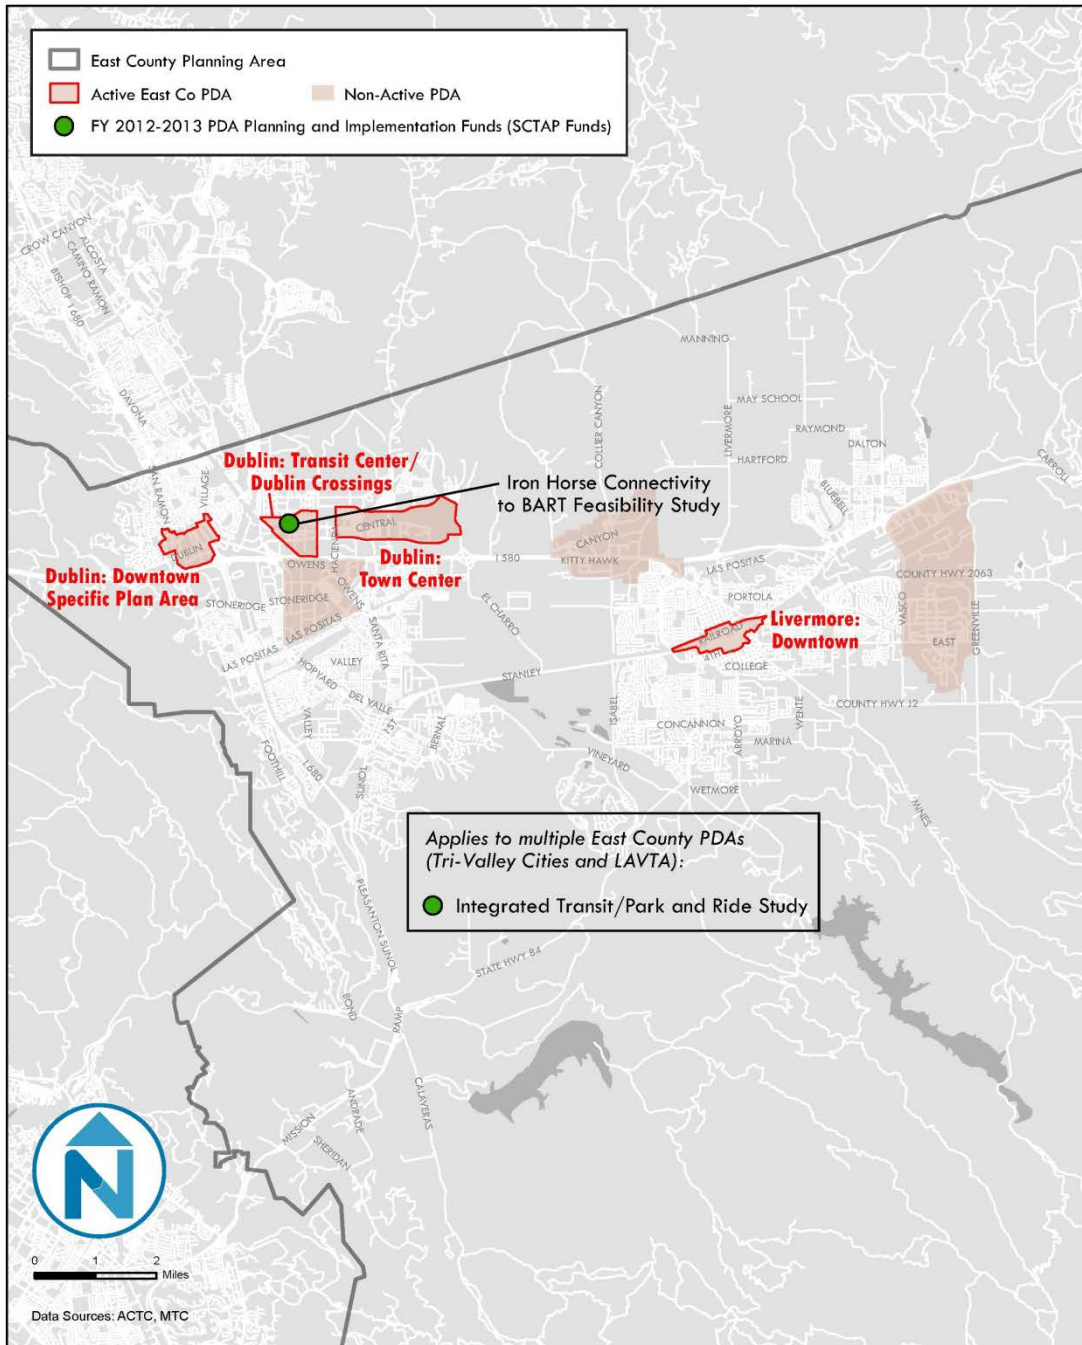 East County Planning Area
Active East Co PDA
Non-Active PDA
FY 2012-2013 PDA Planning and Implementation Funds (SCTAP Funds)
CROW CANYON
ALCOSTA
CAMINO RAMON
BISHOP
I 680
DAVONA
SAN RAMON
VILLAGE
MANNING
COLLIER CANYON
LIVERMORE
MAY SCHOOL
RAYMOND
DALTON
HARTFORD
CARROLL
BLUEBELL
Dublin: Transit Center/
Dublin Crossings
Iron Horse Connectivity
to BART Feasibility Study
CENTRAL
HACIENDA
DUBLIN
Dublin: Downtown
Specific Plan Area
Dublin:
Town Center
I 580
CANYON
KITTY HAWK
LAS POSITAS
COUNTY HWY 2063
OWENS
OWENS
STONERIDGE
STONERIDGE
LAS POSITAS
LAS POSITAS
SANTA RITA
EL CHARRO
PORTOLA
VASCO
GREENVILLE
EAST
RAILROAD
4TH
COLLEGE
Livermore:
Downtown
HOPYARD
VALLEY
DEL VALLE
VALLEY
1ST
BERNAL
STANLEY
ISABEL
CONCANNON
ARROYO
WENTE
MARINA
COUNTY HWY J2
FOOTHILL
I 680
SUNOL
VINEYARD
WETMORE
MINES
Applies to multiple East County PDAs
(Tri-Valley Cities and LAVTA):
Integrated Transit/Park and Ride Study
PLEASANTON SUNOL
STATE HWY 84
BOND
RAMP
CALAVERAS
ANDRADE
MISSION
SHERIDAN
N
0 1 2
Miles
Data Sources: ACTC, MTC